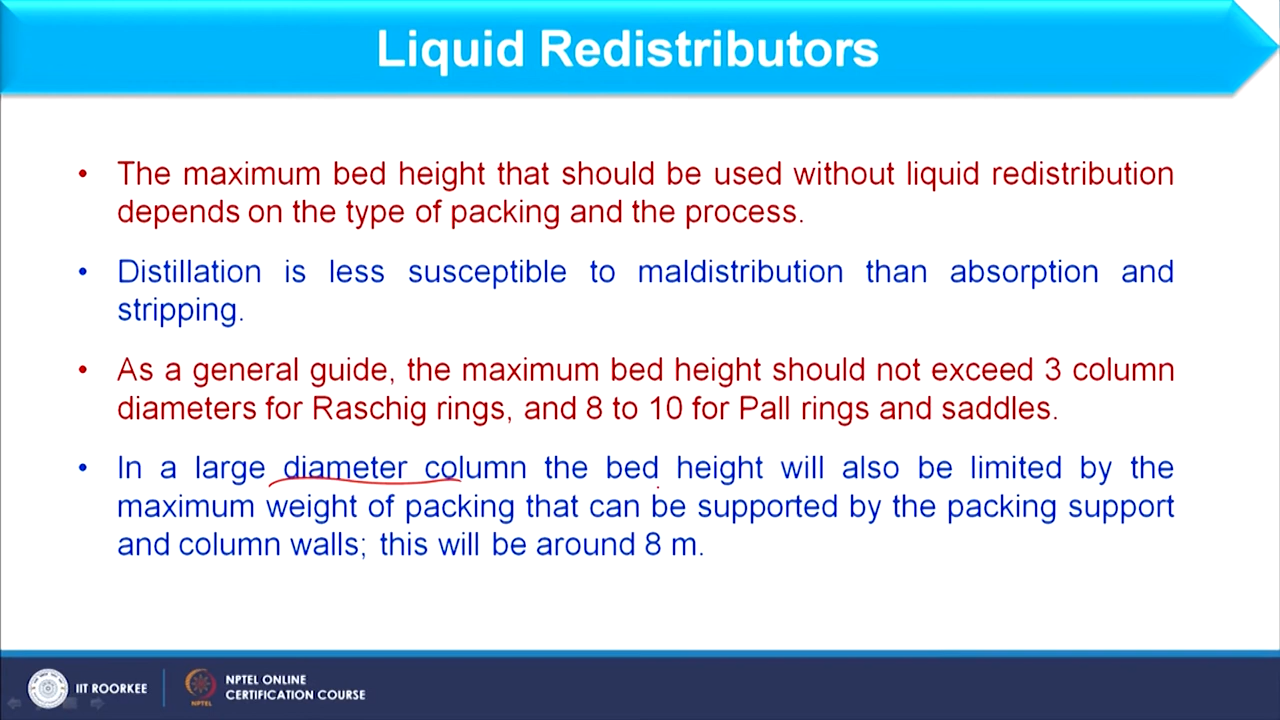 Liquid Redistributors
• The maximum bed height that should be used without liquid redistribution
depends on the type of packing and the process.
• Distillation is less susceptible to maldistribution than absorption and
stripping.
• As a general guide, the maximum bed height should not exceed 3 column
diameters for Raschig rings, and 8 to 10 for Pall rings and saddles.
• In a large diameter column the bed height will also be limited by the
maximum weight of packing that can be supported by the packing support
and column walls; this will be around 8 m.
IIT ROORKEE
NPTEL
NPTEL ONLINE
CERTIFICATION COURSE